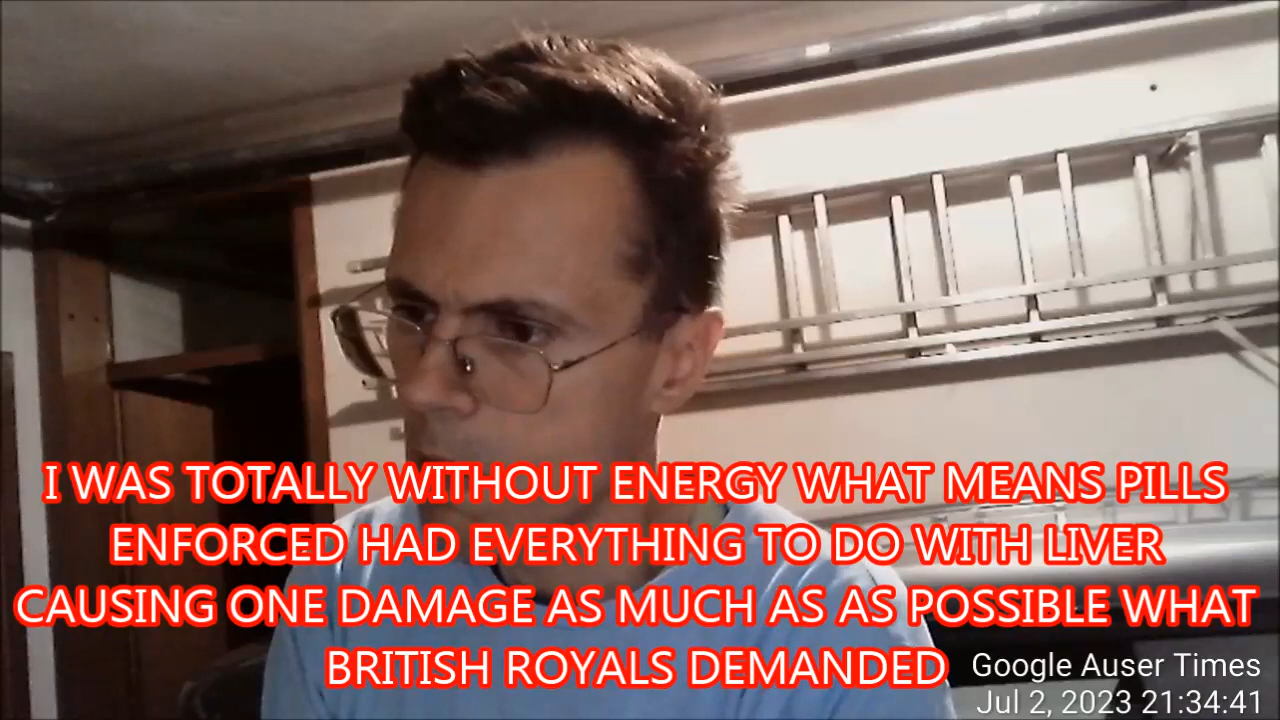 I WAS TOTALLY WITHOUT ENERGY WHAT MEANS PILLS
ENFORCED HAD EVERYTHING TO DO WITH LIVER
CAUSING ONE DAMAGE AS MUCH AS AS POSSIBLE WHAT
BRITISH ROYALS DEMANDED
Google Auser Times
Jul 2, 2023 21:34:41